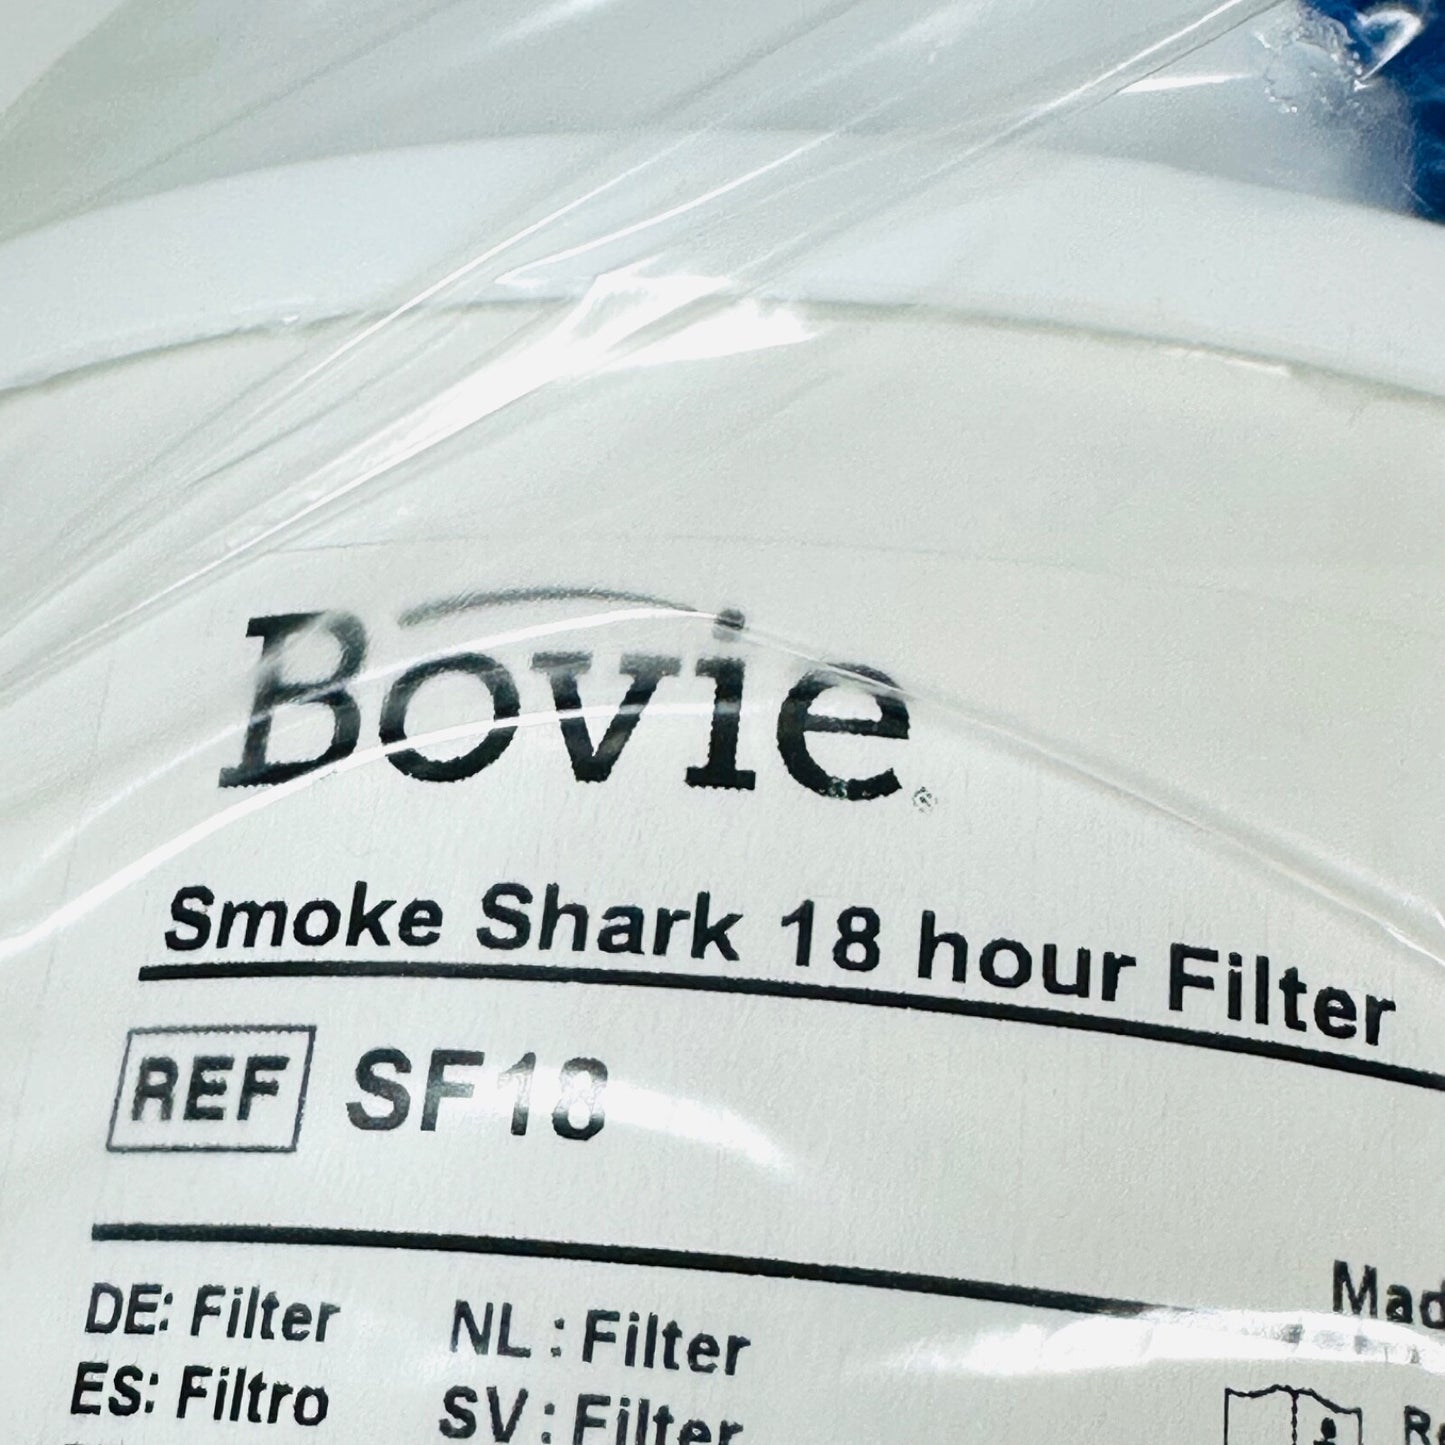 Bovie®
Smoke Shark 18 hour Filter
REF SF18
DE: Filter NL : Filter
ES: Filtro SV : Filter